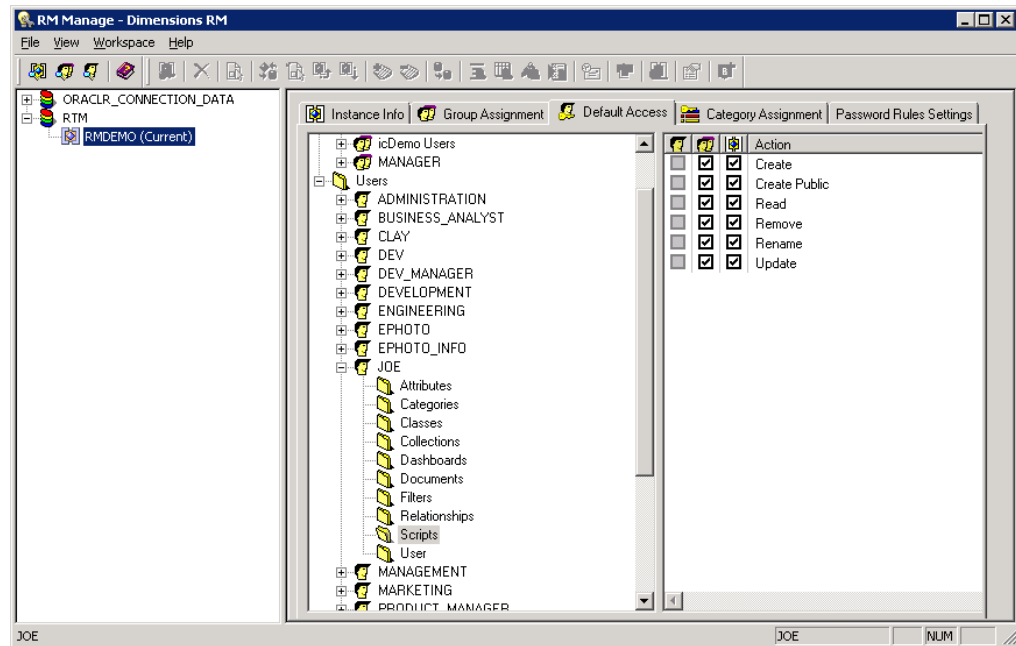 RM Manage - Dimensions RM
File View Workspace Help
ORACLR_CONNECTION_DATA
RTM
RMDEMO (Current)
Instance Info Group Assignment Default Access Category Assignment Password Rules Settings
icDemo Users
MANAGER
Users
ADMINISTRATION
BUSINESS_ANALYST
CLAY
DEV
DEV_MANAGER
DEVELOPMENT
ENGINEERING
EPHOTO
EPHOTO_INFO
JOE
Attributes
Categories
Classes
Collections
Dashboards
Documents
Filters
Relationships
Scripts
User
MANAGEMENT
MARKETING
PRODUCT_MANAGER
Action
Create
Create Public
Read
Remove
Rename
Update
JOE JOE NUM